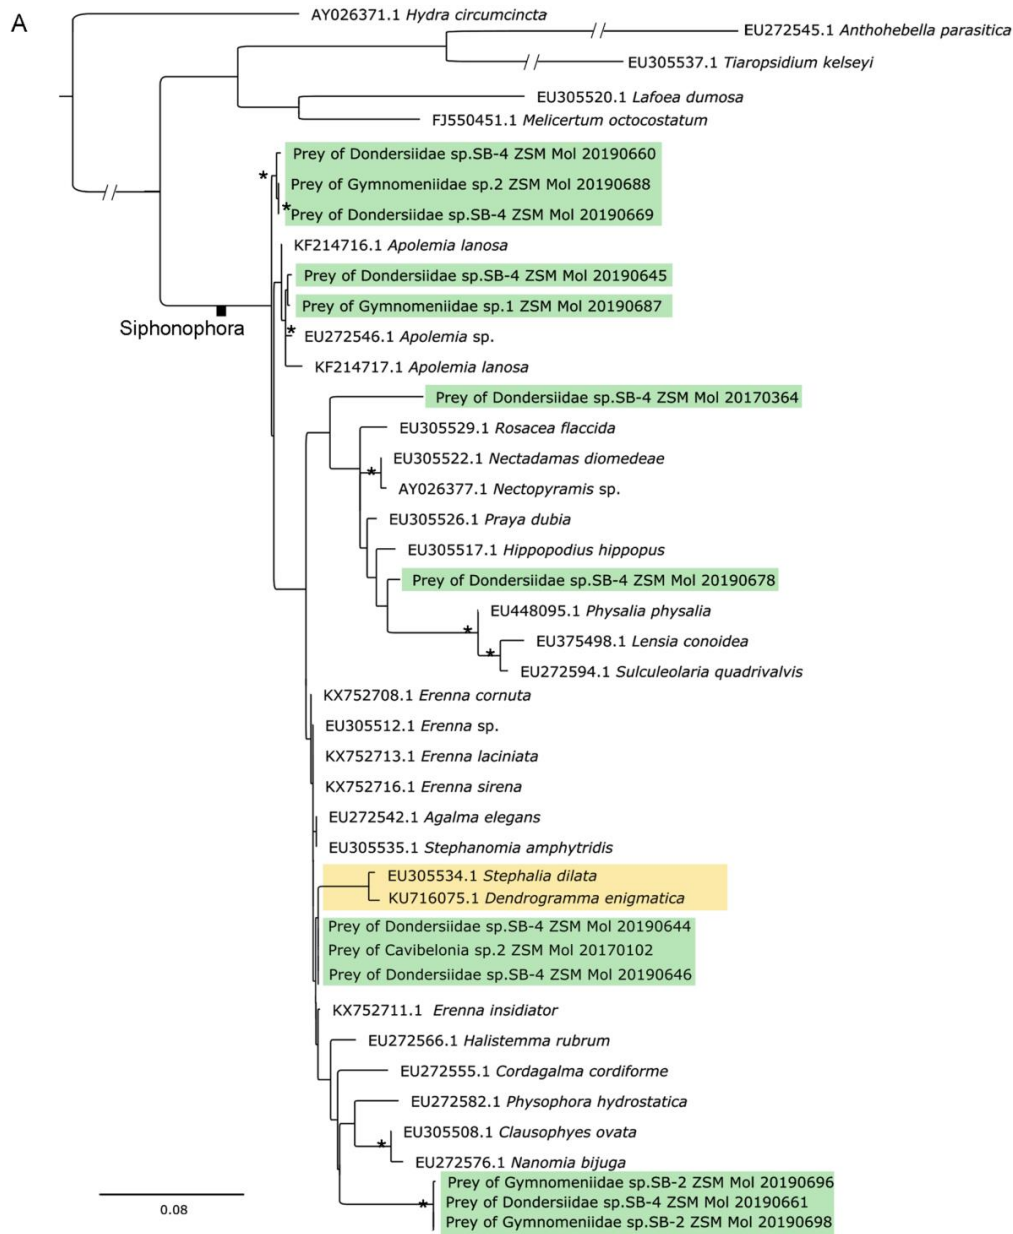 A
AY026371.1 Hydra circumcincta
EU272545.1 Anthohebella parasitica
EU305537.1 Tiaropsidium kelseyi
EU305520.1 Lafoea dumosa
FJ550451.1 Melicertum octocostatum
Prey of Dondersiidae sp.SB-4 ZSM Mol 20190660
*
Prey of Gymnomeniidae sp.2 ZSM Mol 20190688
*Prey of Dondersiidae sp.SB-4 ZSM Mol 20190669
KF214716.1 Apolemia lanosa
Prey of Dondersiidae sp.SB-4 ZSM Mol 20190645
Prey of Gymnomeniidae sp.1 ZSM Mol 20190687
Siphonophora
* EU272546.1 Apolemia sp.
KF214717.1 Apolemia lanosa
Prey of Dondersiidae sp.SB-4 ZSM Mol 20170364
EU305529.1 Rosacea flaccida
EU305522.1 Nectadamas diomedeae
*
AY026377.1 Nectopyramis sp.
EU305526.1 Praya dubia
EU305517.1 Hippopodius hippopus
Prey of Dondersiidae sp.SB-4 ZSM Mol 20190678
EU448095.1 Physalia physalia
*
EU375498.1 Lensia conoidea
*
EU272594.1 Sulculeolaria quadrivalvis
KX752708.1 Erenna cornuta
EU305512.1 Erenna sp.
KX752713.1 Erenna laciniata
KX752716.1 Erenna sirena
EU272542.1 Agalma elegans
EU305535.1 Stephanomia amphytridis
EU305534.1 Stephalia dilata
KU716075.1 Dendrogramma enigmatica
Prey of Dondersiidae sp.SB-4 ZSM Mol 20190644
Prey of Cavibelonia sp.2 ZSM Mol 20170102
Prey of Dondersiidae sp.SB-4 ZSM Mol 20190646
KX752711.1 Erenna insidiator
EU272566.1 Halistemma rubrum
EU272555.1 Cordagalma cordiforme
EU272582.1 Physophora hydrostatica
EU305508.1 Clausophyes ovata
*
EU272576.1 Nanomia bijuga
Prey of Gymnomeniidae sp.SB-2 ZSM Mol 20190696
* Prey of Dondersiidae sp.SB-4 ZSM Mol 20190661
Prey of Gymnomeniidae sp.SB-2 ZSM Mol 20190698
0.08